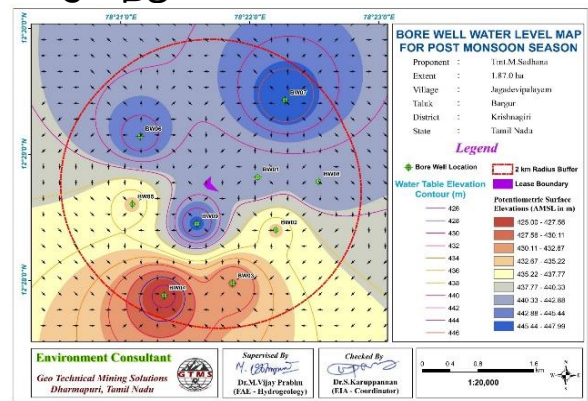 78°21'0"E
78°22'0"E
78°23'0"E
12°30'0"N
12°29'0"N
12°28'0"N
BW07
BW06
BW01
BW08
BW05
BW09
BW02
BW03
BW04
BORE WELL WATER LEVEL MAP
FOR POST MONSOON SEASON
Proponent : Tmt.M.Sadhana
Extent : 1.87.0 ha
Village : Jagadevipalayam
Taluk : Bargur
District : Krishnagiri
State : Tamil Nadu
Legend
Bore Well Location
2 km Radius Buffer
Lease Boundary
Water Table Elevation
Contour (m)
426
428
430
432
434
436
438
440
442
444
446
Potentiometric Surface
Elevations (AMSL in m)
425.00 - 427.56
427.56 - 430.11
430.11 - 432.67
432.67 - 435.22
435.22 - 437.77
437.77 - 440.33
440.33 - 442.88
442.88 - 445.44
445.44 - 447.99
Environment Consultant
Geo Technical Mining Solutions
Dharmapuri, Tamil Nadu
GTMS
Supervised By
Dr.M.Vijay Prabhu
(FAE - Hydrogeology)
Checked By
Dr.S.Karuppannan
(EIA - Coordinator)
0 0.4 0.8 1.6
km
1:20,000